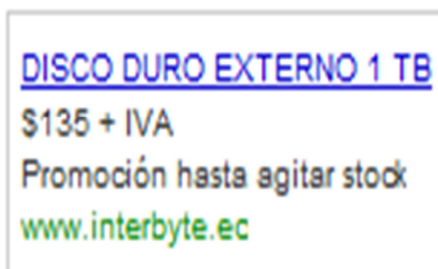 DISCO DURO EXTERNO 1 TB
$135 + IVA
Promoción hasta agitar stock
www.interbyte.ec